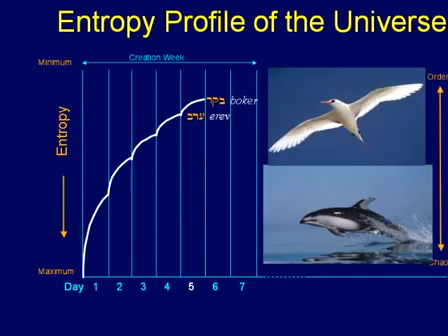 Entropy Profile of the Universe
Minimum
Creation Week
Order
Entropy
בקר boker
ערב erev
Maximum
Chaos
Day 1 2 3 4 5 6 7